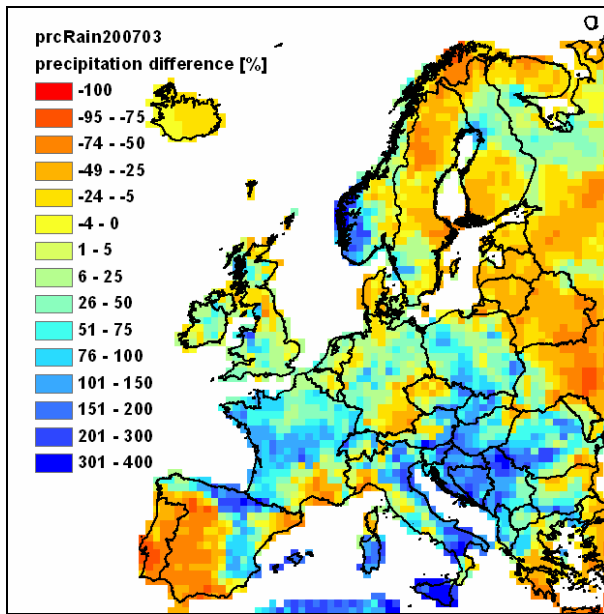 a
prcRain200703
precipitation difference [%]
-100
-95 - -75
-74 - -50
-49 - -25
-24 - -5
-4 - 0
1 - 5
6 - 25
26 - 50
51 - 75
76 - 100
101 - 150
151 - 200
201 - 300
301 - 400